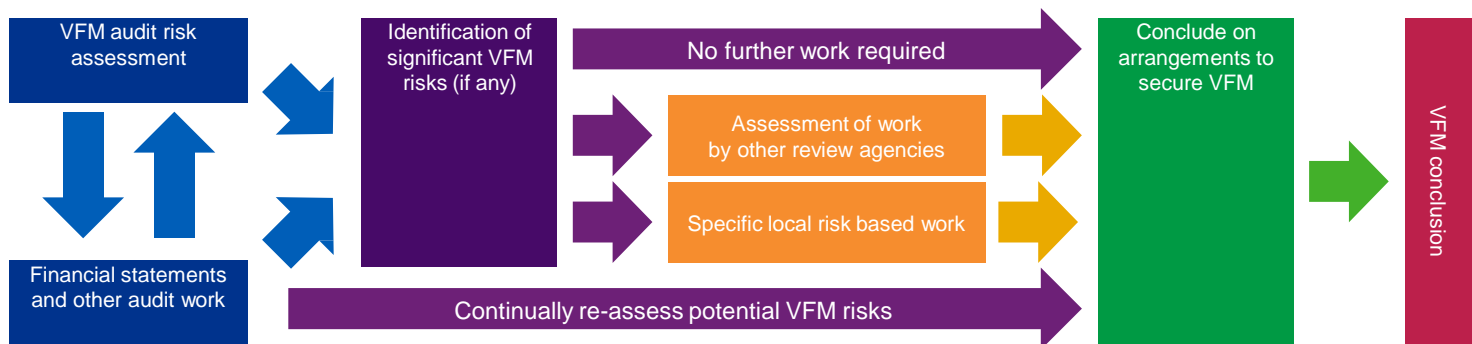 VFM audit risk
assessment
Financial statements
and other audit work
Identification of
significant VFM
risks (if any)
No further work required
Assessment of work
by other review agencies
Specific local risk based work
Continually re-assess potential VFM risks
Conclude on
arrangements to
secure VFM
VFM conclusion